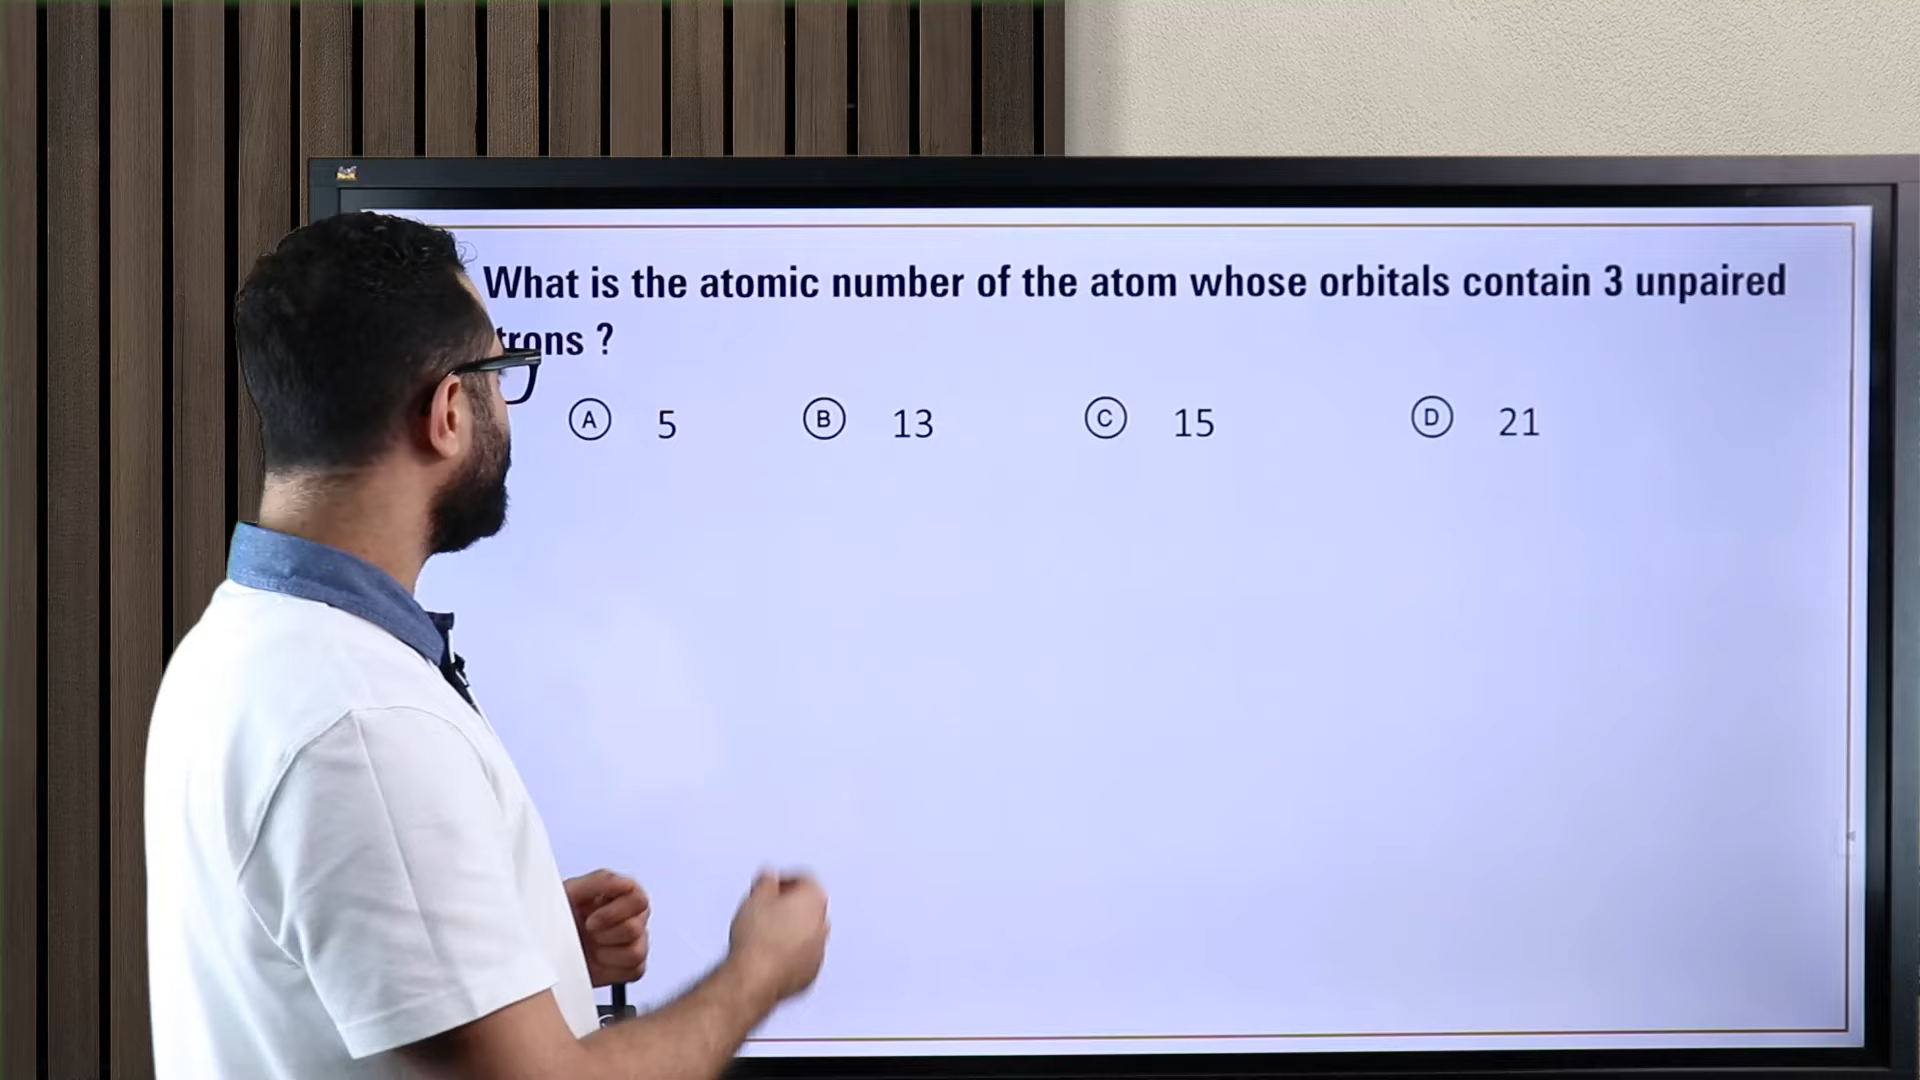 What is the atomic number of the atom whose orbitals contain 3 unpaired
trons ?
A 5 B 13 C 15 D 21